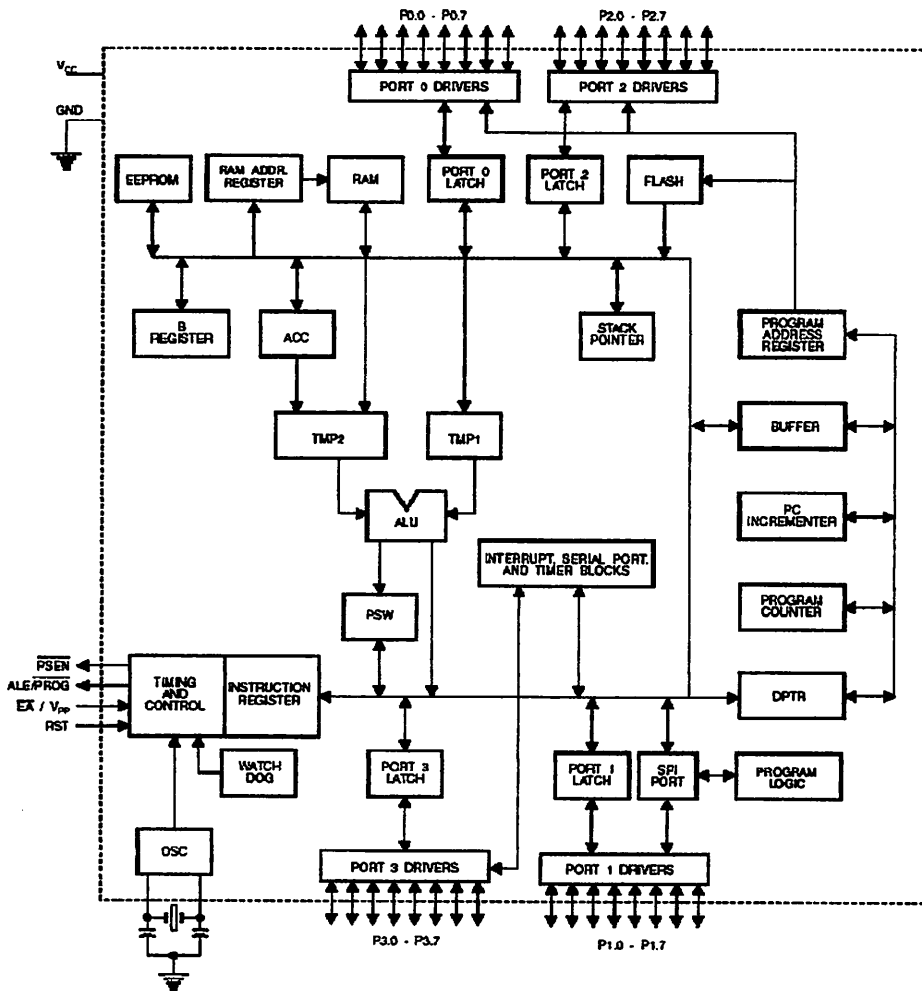 P0.0 - P0.7
P2.0 - P2.7
VCC
PORT 0 DRIVERS
PORT 2 DRIVERS
GND
EEPROM
RAM ADDR.
REGISTER
RAM
PORT 0
LATCH
PORT 2
LATCH
FLASH
B
REGISTER
ACC
STACK
POINTER
PROGRAM
ADDRESS
REGISTER
TMP2
TMP1
BUFFER
ALU
PC
INCREMENTER
INTERRUPT, SERIAL PORT,
AND TIMER BLOCKS
PSW
PROGRAM
COUNTER
PSEN
ALE/PROG
EA / VPP
RST
TIMING
AND
CONTROL
INSTRUCTION
REGISTER
DPTR
WATCH
DOG
PORT 3
LATCH
PORT 1
LATCH
SPI
PORT
PROGRAM
LOGIC
OSC
PORT 3 DRIVERS
PORT 1 DRIVERS
P3.0 - P3.7
P1.0 - P1.7